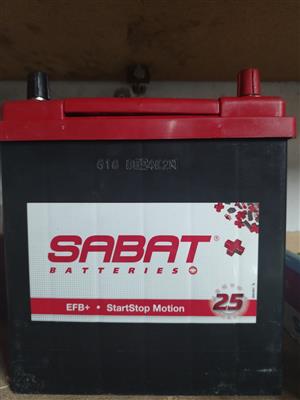 SABAT®
BATTERIES
EFB+ • StartStop Motion
25